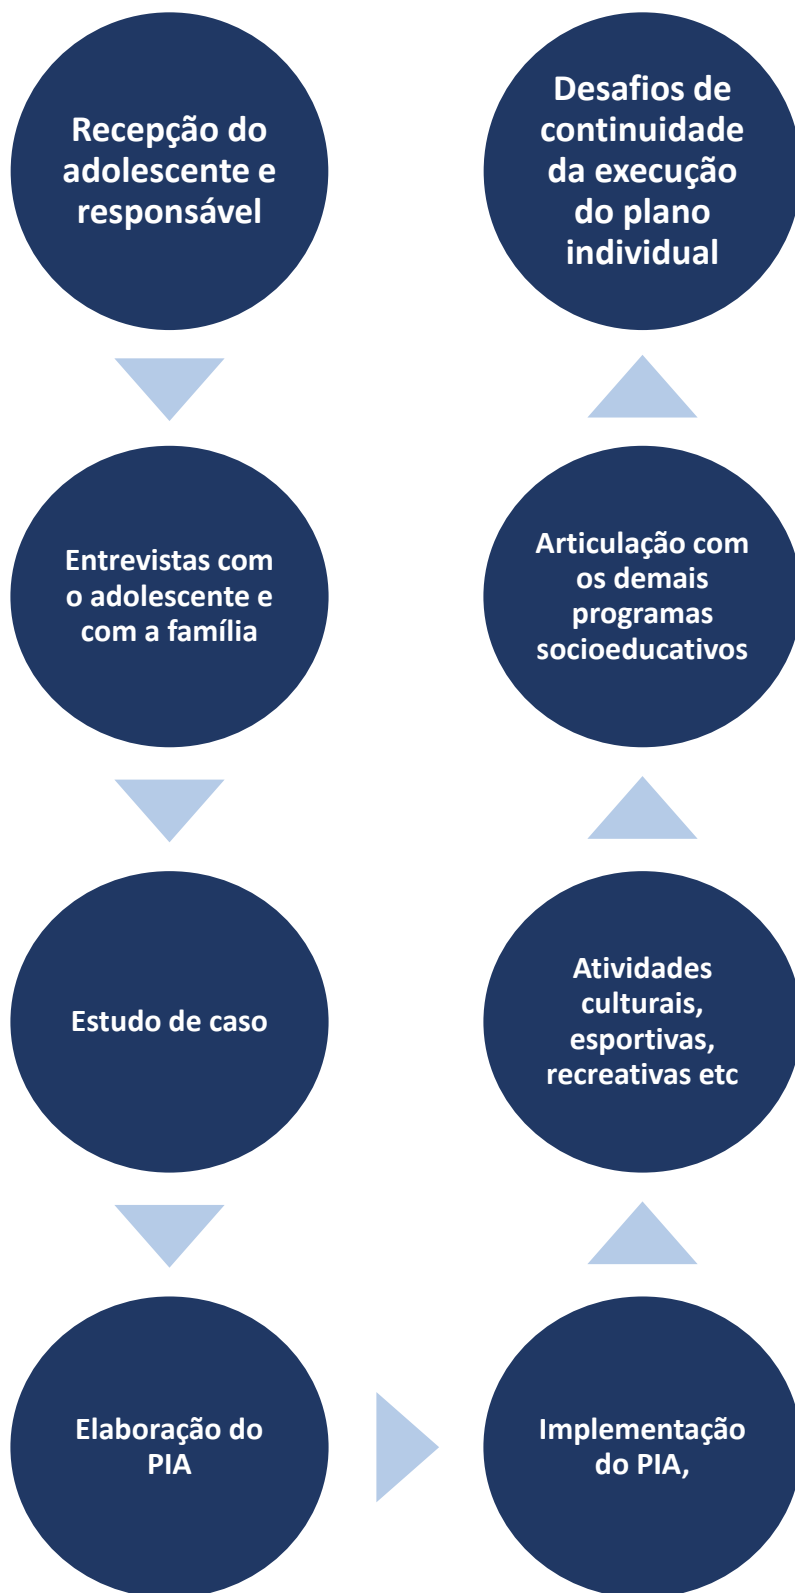 Recepção do
adolescente e
responsável
Entrevistas com
o adolescente e
com a família
Estudo de caso
Elaboração do
PIA
Implementação
do PIA,
Atividades
culturais,
esportivas,
recreativas etc
Articulação com
os demais
programas
socioeducativos
Desafios de
continuidade
da execução
do plano
individual